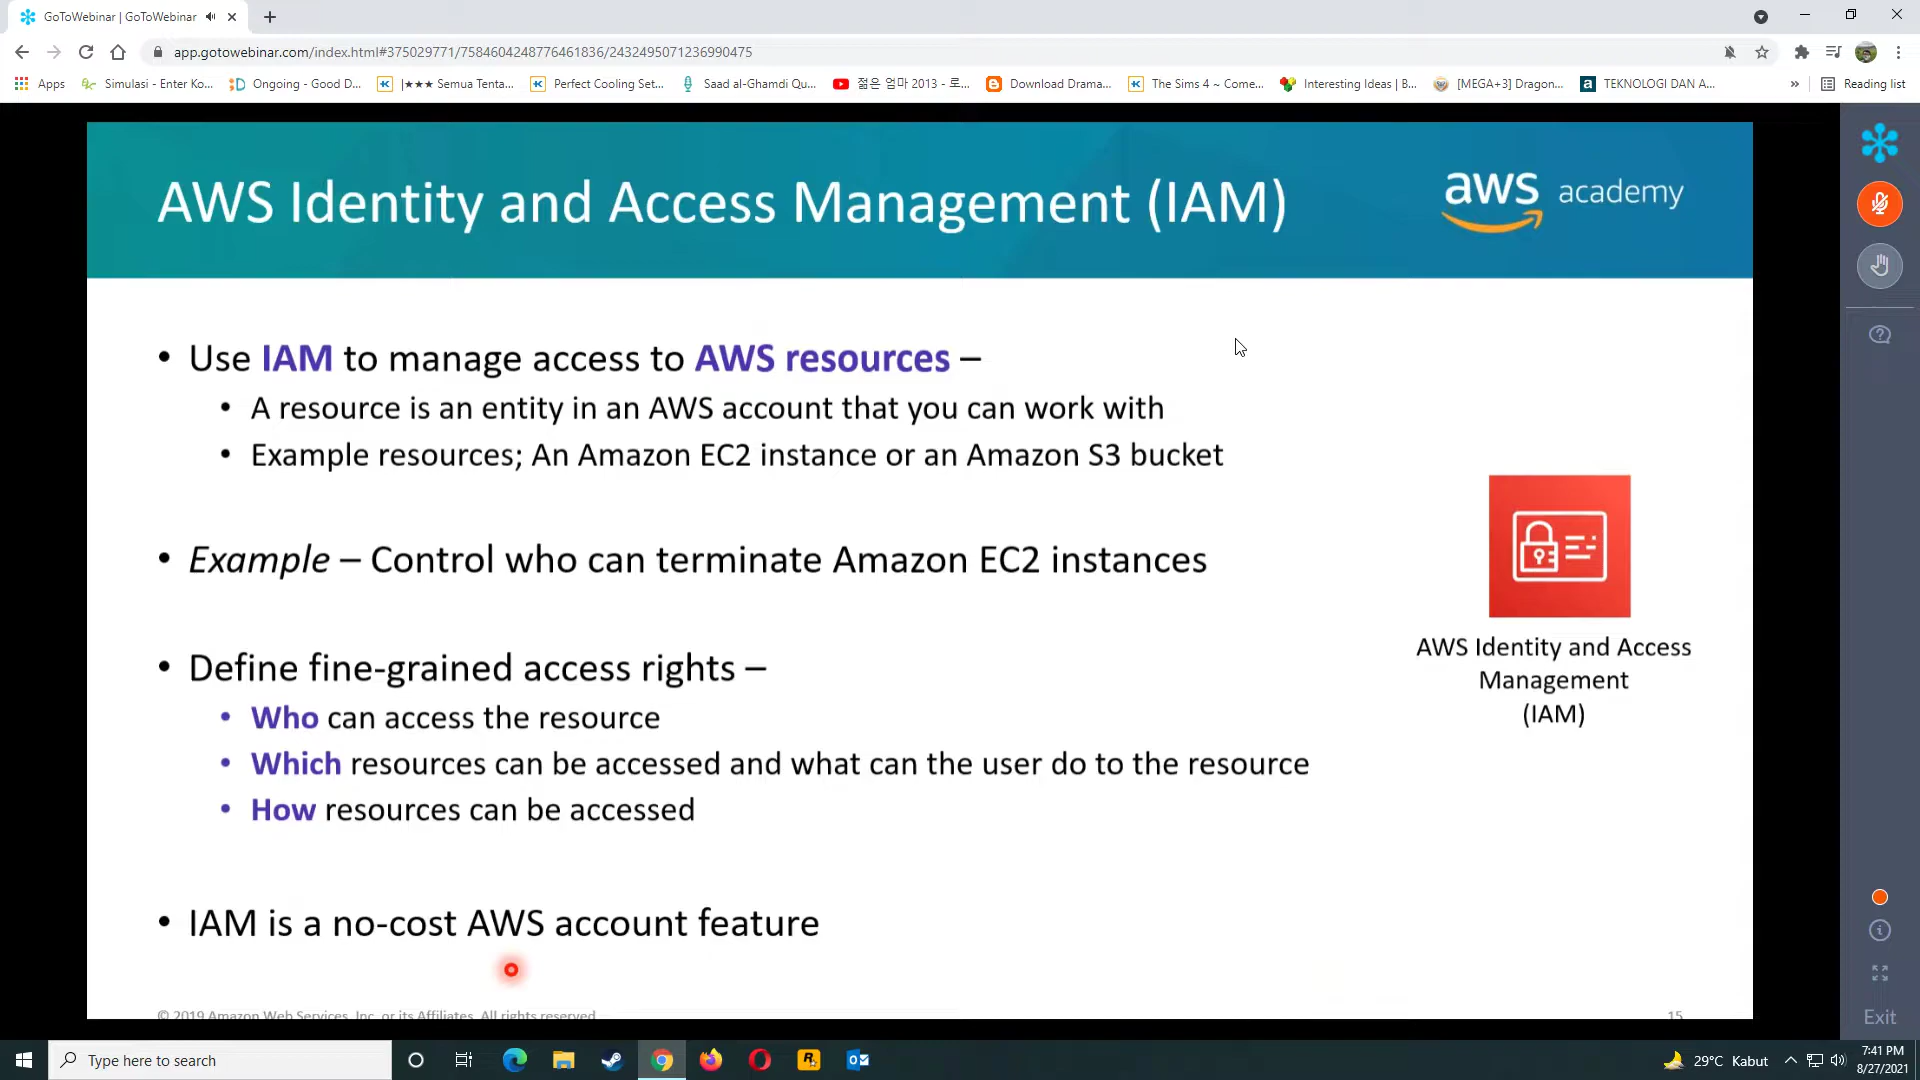 GoToWebinar | GoToWebinar
app.gotowebinar.com/index.html#375029771/7584604248776461836/2432495071236990475
Apps
Simulasi - Enter Ko...
Ongoing - Good D...
|★★★ Semua Tenta...
Perfect Cooling Set...
Saad al-Ghamdi Qu...
젊은 엄마 2013 - 로...
Download Drama...
The Sims 4 ~ Come...
Interesting Ideas | B...
[MEGA+3] Dragon...
TEKNOLOGI DAN A...
»
Reading list
AWS Identity and Access Management (IAM)
aws academy
• Use IAM to manage access to AWS resources –
• A resource is an entity in an AWS account that you can work with
• Example resources; An Amazon EC2 instance or an Amazon S3 bucket
• Example – Control who can terminate Amazon EC2 instances
• Define fine-grained access rights –
• Who can access the resource
• Which resources can be accessed and what can the user do to the resource
• How resources can be accessed
• IAM is a no-cost AWS account feature
AWS Identity and Access
Management
(IAM)
© 2019 Amazon Web Services, Inc. or its Affiliates. All rights reserved.
15
Exit
Type here to search
29°C Kabut
7:41 PM
8/27/2021